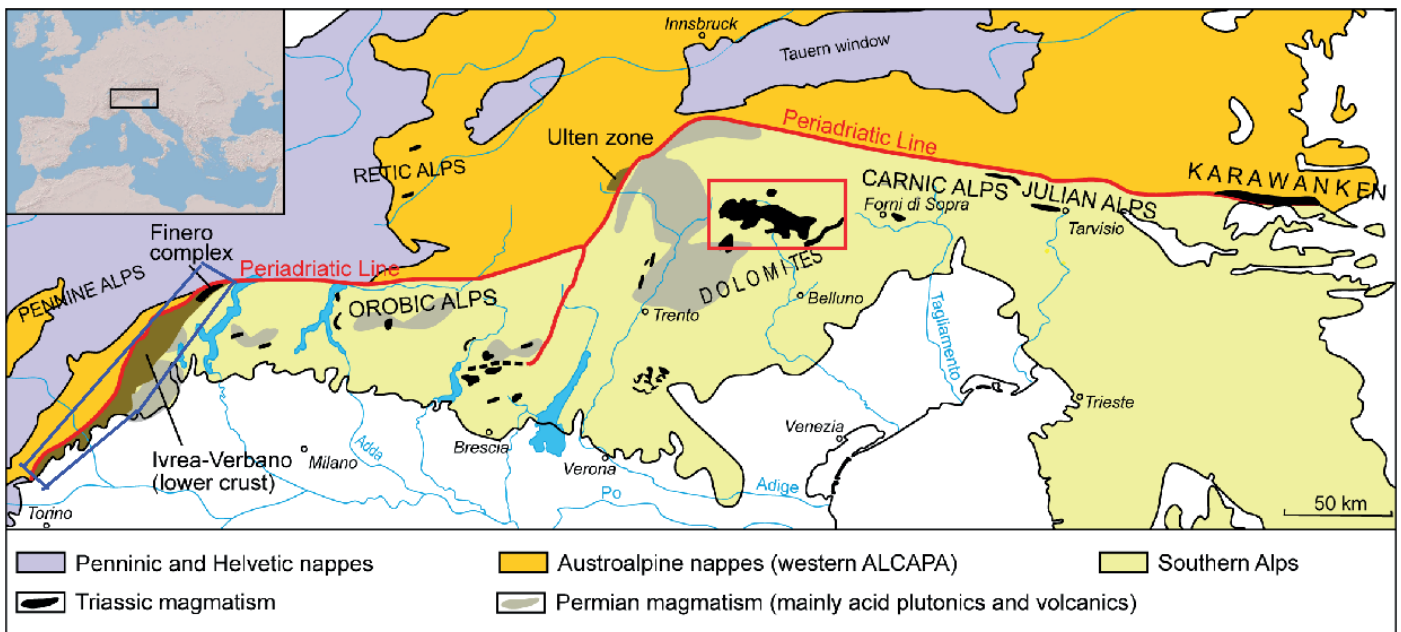 Innsbruck
Tauern window
Ulten zone
Periadriatic Line
RETIC ALPS
CARNIC ALPS
KARAWANKEN
JULIAN ALPS
Forni di Sopra
Tarvisio
Finero
complex
PENNINE ALPS
Periadriatic Line
OROBIC ALPS
DOLOMITES
Belluno
Trento
Tagliamento
Trieste
Venezia
Ivrea-Verbano
(lower crust)
Milano
Adda
Brescia
Verona
Po
Adige
Torino
50 km
Penninic and Helvetic nappes
Austroalpine nappes (western ALCAPA)
Southern Alps
Triassic magmatism
Permian magmatism (mainly acid plutonics and volcanics)